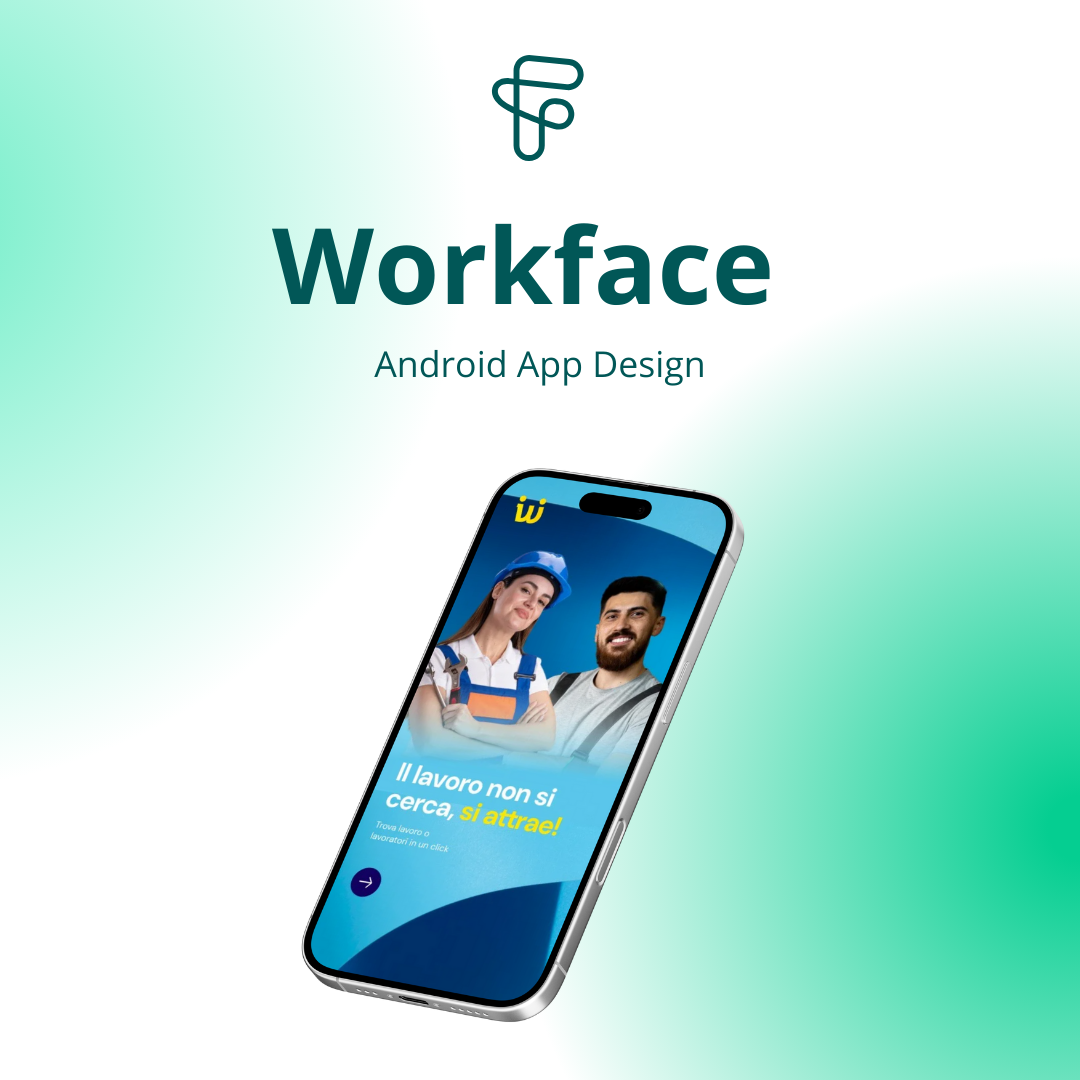 Workface
Android App Design
Il lavoro non si
cerca, si attrae!
Trova lavoro o
lavoratori in un click